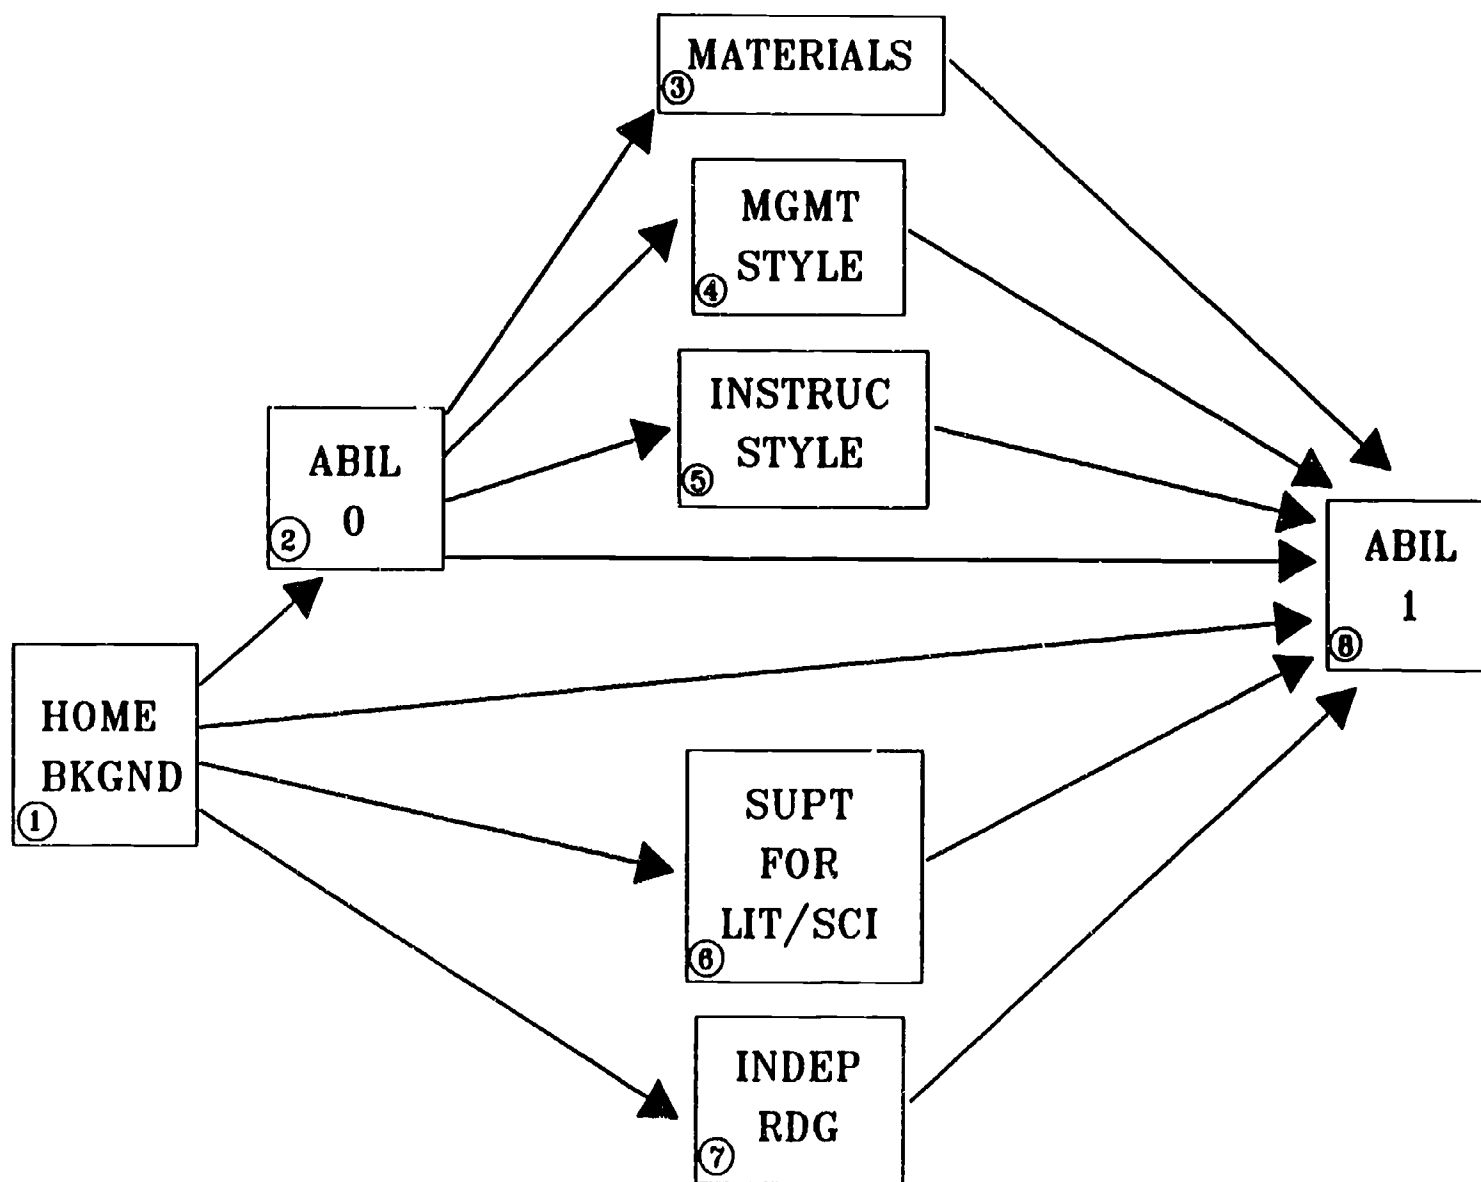 MATERIALS
③
MGMT
STYLE
④
INSTRUC
STYLE
⑤
ABIL
0
②
ABIL
1
⑧
HOME
BKGND
①
SUPT
FOR
LIT/SCI
⑥
INDEP
RDG
⑦